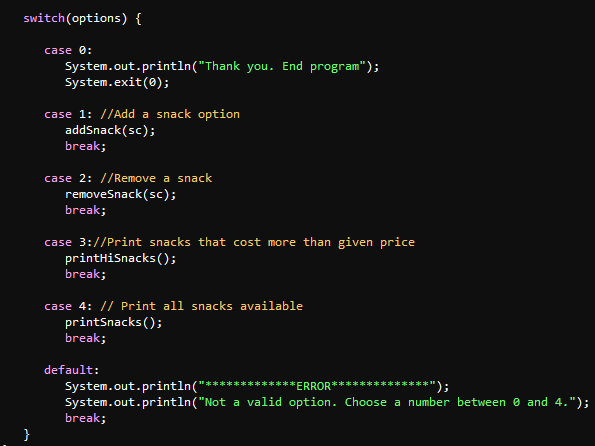 switch(options) {
case 0:
System.out.println("Thank you. End program");
System.exit(0);
case 1: //Add a snack option
addSnack(sc);
break;
case 2: //Remove a snack
removeSnack(sc);
break;
case 3://Print snacks that cost more than given price
printHiSnacks();
break;
case 4: // Print all snacks available
printSnacks();
break;
default:
System.out.println("*************ERROR**************");
System.out.println("Not a valid option. Choose a number between 0 and 4.");
break;
}